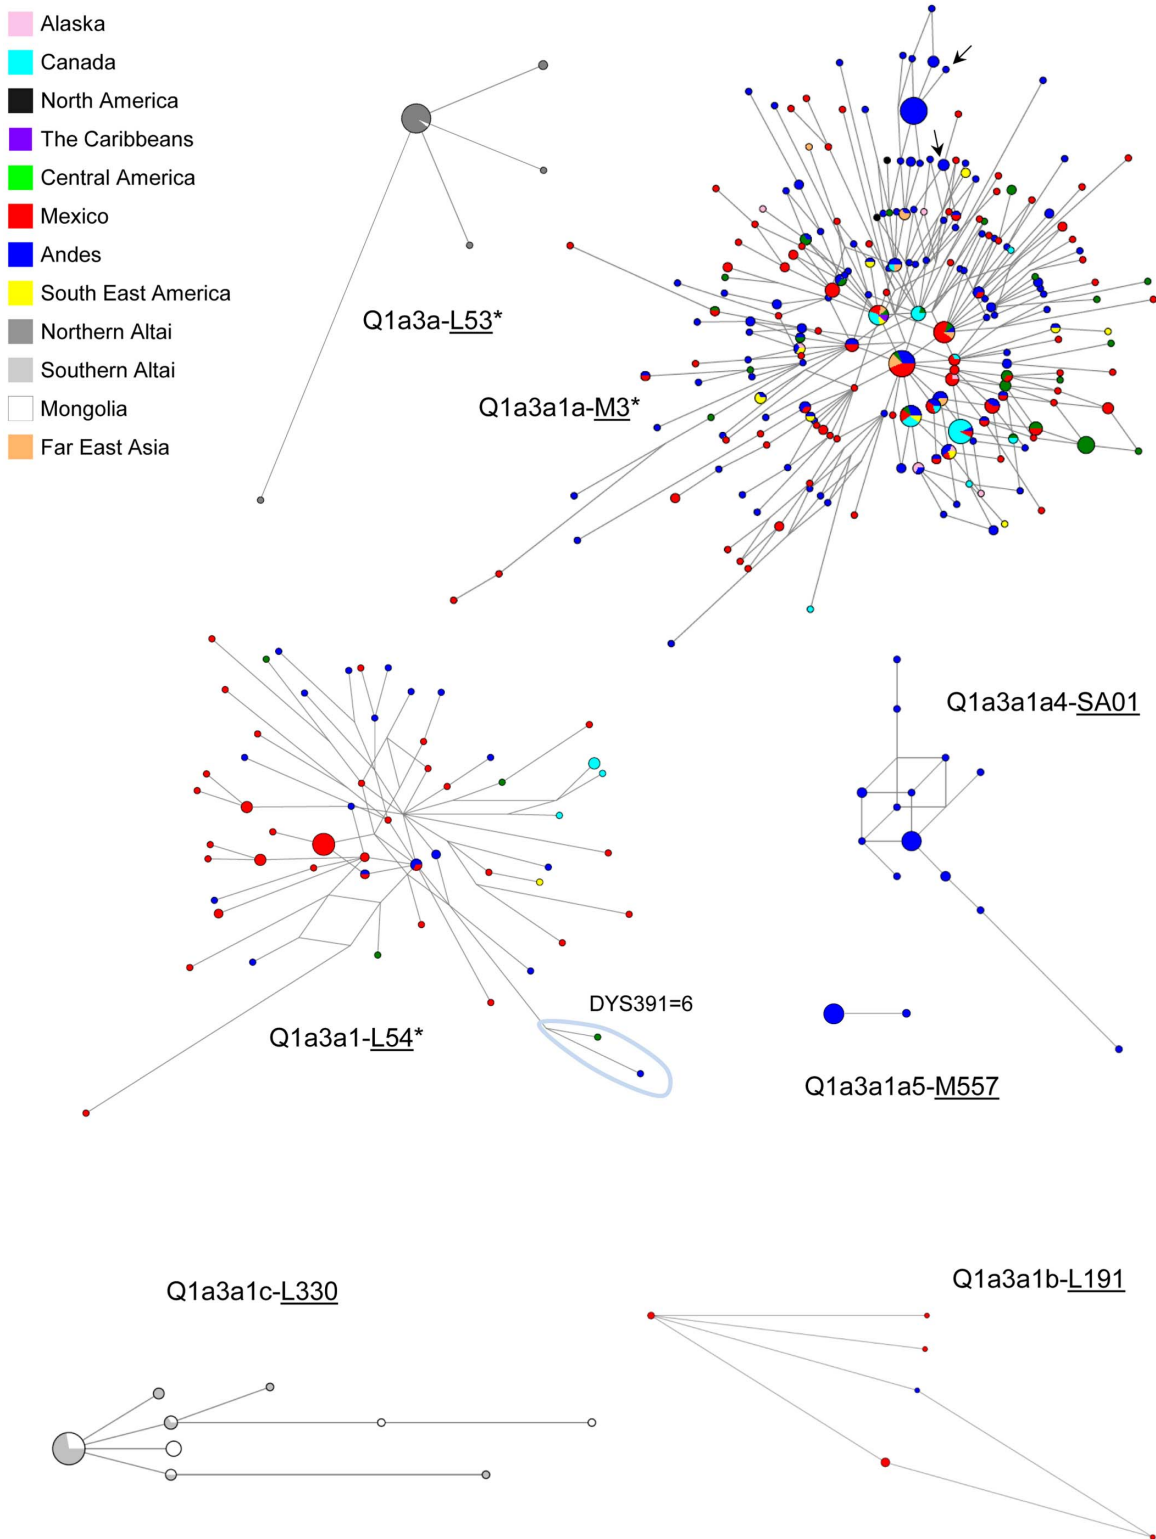 Alaska
Canada
North America
The Caribbeans
Central America
Mexico
Andes
South East America
Northern Altai
Southern Altai
Mongolia
Far East Asia
Q1a3a-L53*
Q1a3a1a-M3*
Q1a3a1a4-SA01
DYS391=6
Q1a3a1-L54*
Q1a3a1a5-M557
Q1a3a1c-L330
Q1a3a1b-L191